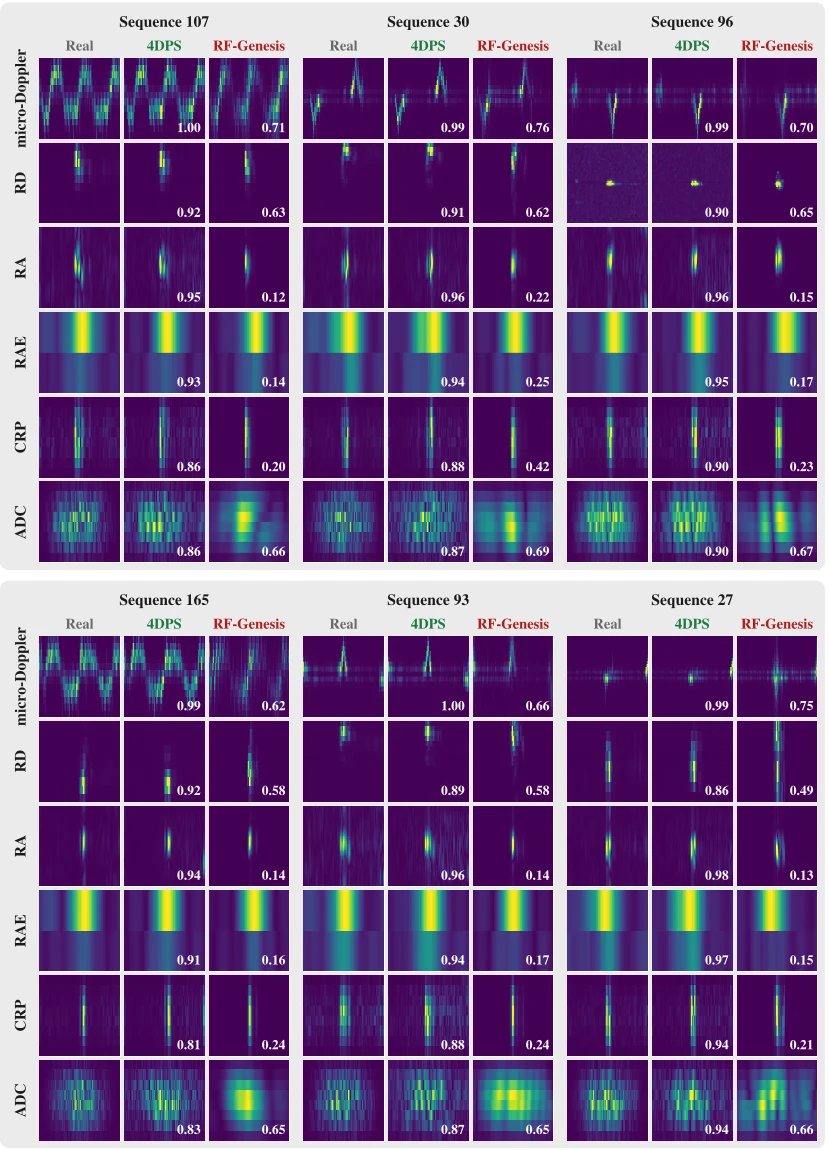 Sequence 107 Sequence 30 Sequence 96
Real 4DPS RF-Genesis Real 4DPS RF-Genesis Real 4DPS RF-Genesis
micro-Doppler 1.00 0.71 0.99 0.76 0.99 0.70
RD 0.92 0.63 0.91 0.62 0.90 0.65
RA 0.95 0.12 0.96 0.22 0.96 0.15
RAE 0.93 0.14 0.94 0.25 0.95 0.17
CRP 0.86 0.20 0.88 0.42 0.90 0.23
ADC 0.86 0.66 0.87 0.69 0.90 0.67
Sequence 165 Sequence 93 Sequence 27
Real 4DPS RF-Genesis Real 4DPS RF-Genesis Real 4DPS RF-Genesis
micro-Doppler 0.99 0.62 1.00 0.66 0.99 0.75
RD 0.92 0.58 0.89 0.58 0.86 0.49
RA 0.94 0.14 0.96 0.14 0.98 0.13
RAE 0.91 0.16 0.94 0.17 0.97 0.15
CRP 0.81 0.24 0.88 0.24 0.94 0.21
ADC 0.83 0.65 0.87 0.65 0.94 0.66